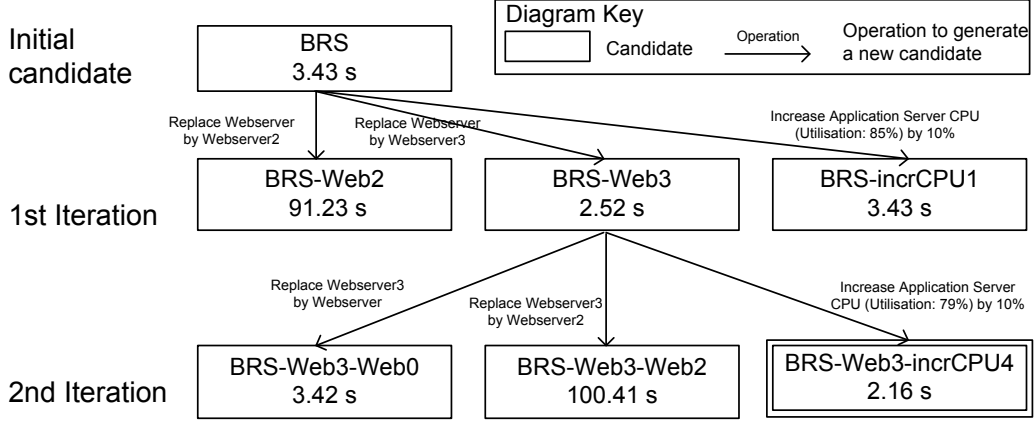 Initial
candidate
BRS
3.43 s
Diagram Key
Candidate
Operation
Operation to generate
a new candidate
Replace Webserver
by Webserver2
Replace Webserver
by Webserver3
Increase Application Server CPU
(Utilisation: 85%) by 10%
1st Iteration
BRS-Web2
91.23 s
BRS-Web3
2.52 s
BRS-incrCPU1
3.43 s
Replace Webserver3
by Webserver
Replace Webserver3
by Webserver2
Increase Application Server
CPU (Utilisation: 79%) by 10%
2nd Iteration
BRS-Web3-Web0
3.42 s
BRS-Web3-Web2
100.41 s
BRS-Web3-incrCPU4
2.16 s